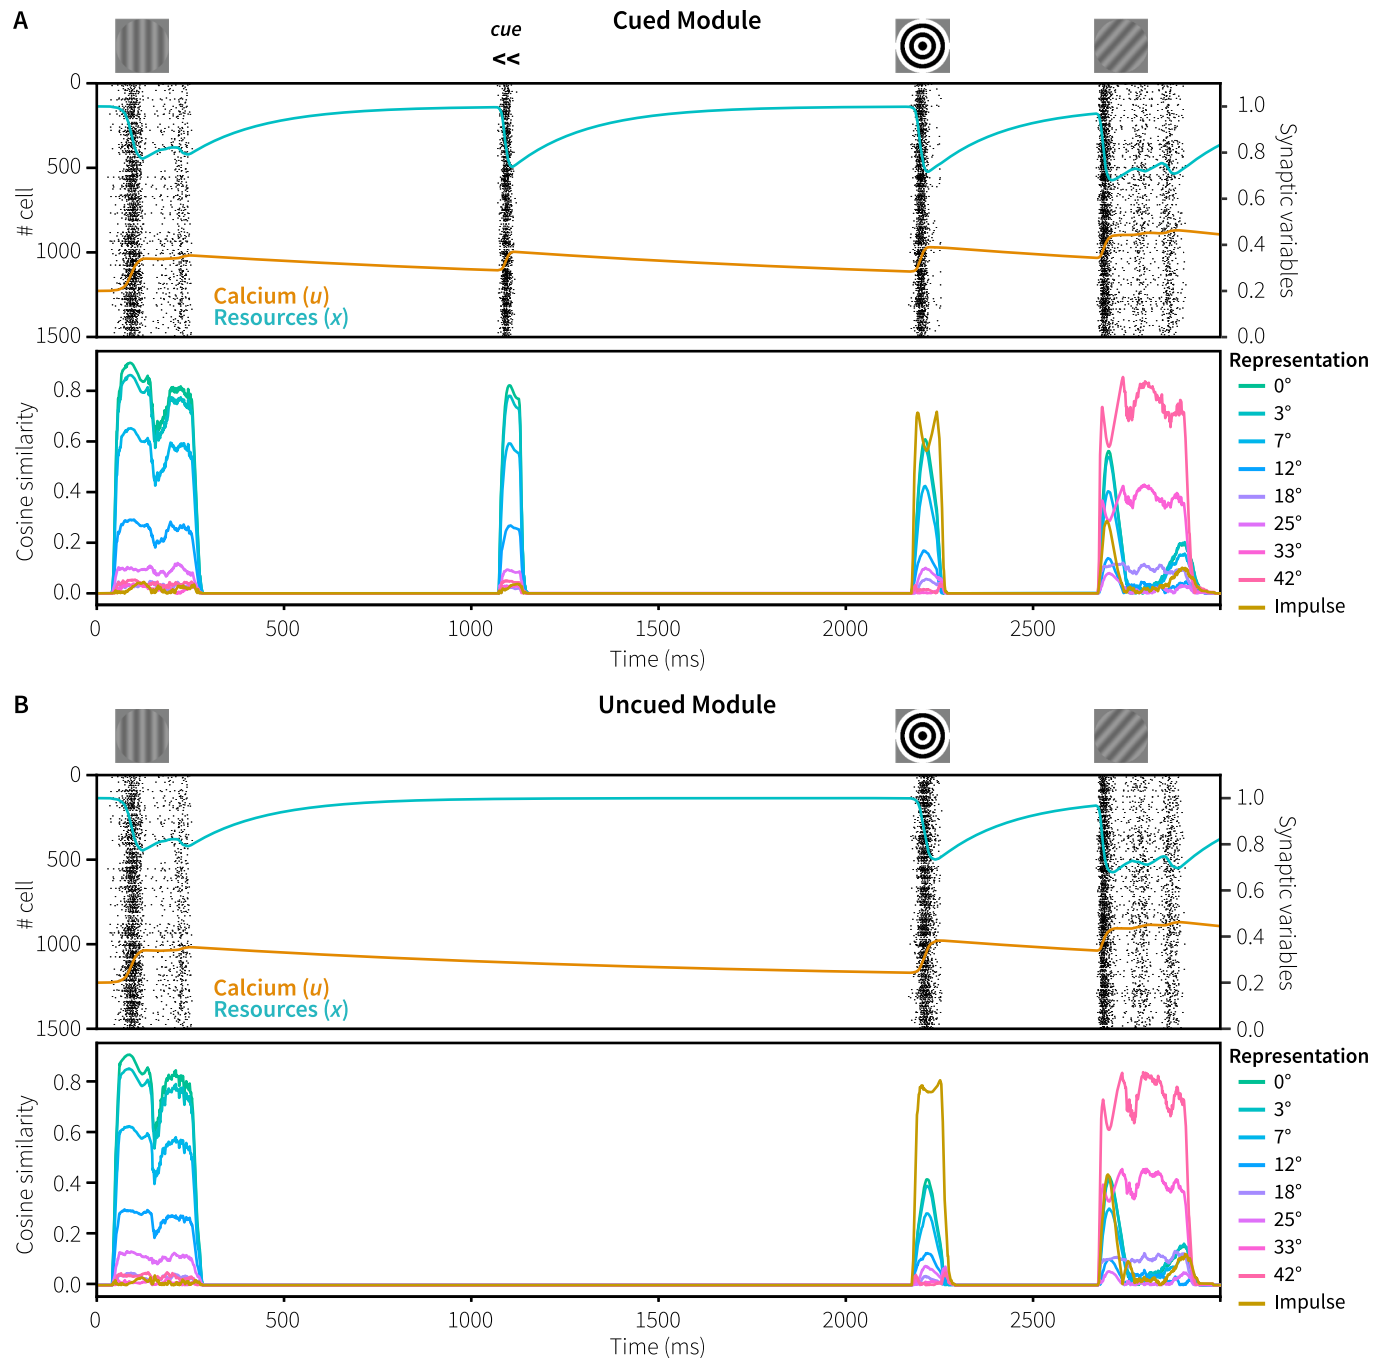 A
Cued Module
cue
<<
0
500
1000
1500
# cell
Calcium (u)
Resources (x)
1.0
0.8
0.6
0.4
0.2
0.0
Synaptic variables
0.8
0.6
0.4
0.2
0.0
Cosine similarity
0
500
1000
1500
2000
2500
Time (ms)
Representation
0°
3°
7°
12°
18°
25°
33°
42°
Impulse
B
Uncued Module
0
500
1000
1500
# cell
Calcium (u)
Resources (x)
1.0
0.8
0.6
0.4
0.2
0.0
Synaptic variables
0.8
0.6
0.4
0.2
0.0
Cosine similarity
0
500
1000
1500
2000
2500
Time (ms)
Representation
0°
3°
7°
12°
18°
25°
33°
42°
Impulse